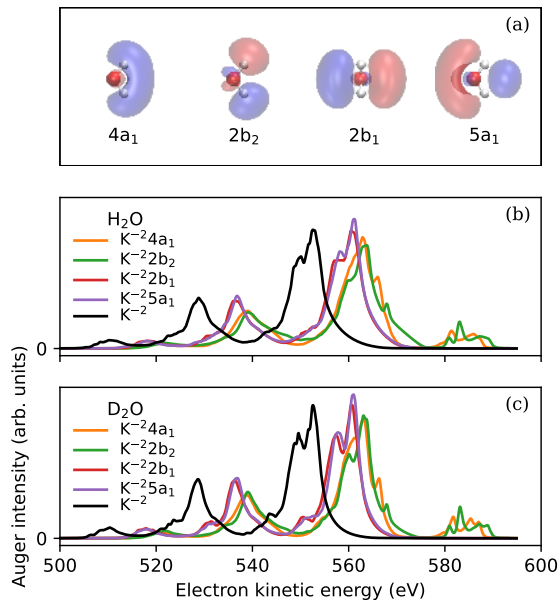 (a)
4a₁ 2b₂ 2b₁ 5a₁
(b)
H₂O
K⁻²4a₁
K⁻²2b₂
K⁻²2b₁
K⁻²5a₁
K⁻²
0
(c)
D₂O
K⁻²4a₁
K⁻²2b₂
K⁻²2b₁
K⁻²5a₁
K⁻²
0
500 520 540 560 580 600
Electron kinetic energy (eV)
Auger intensity (arb. units)